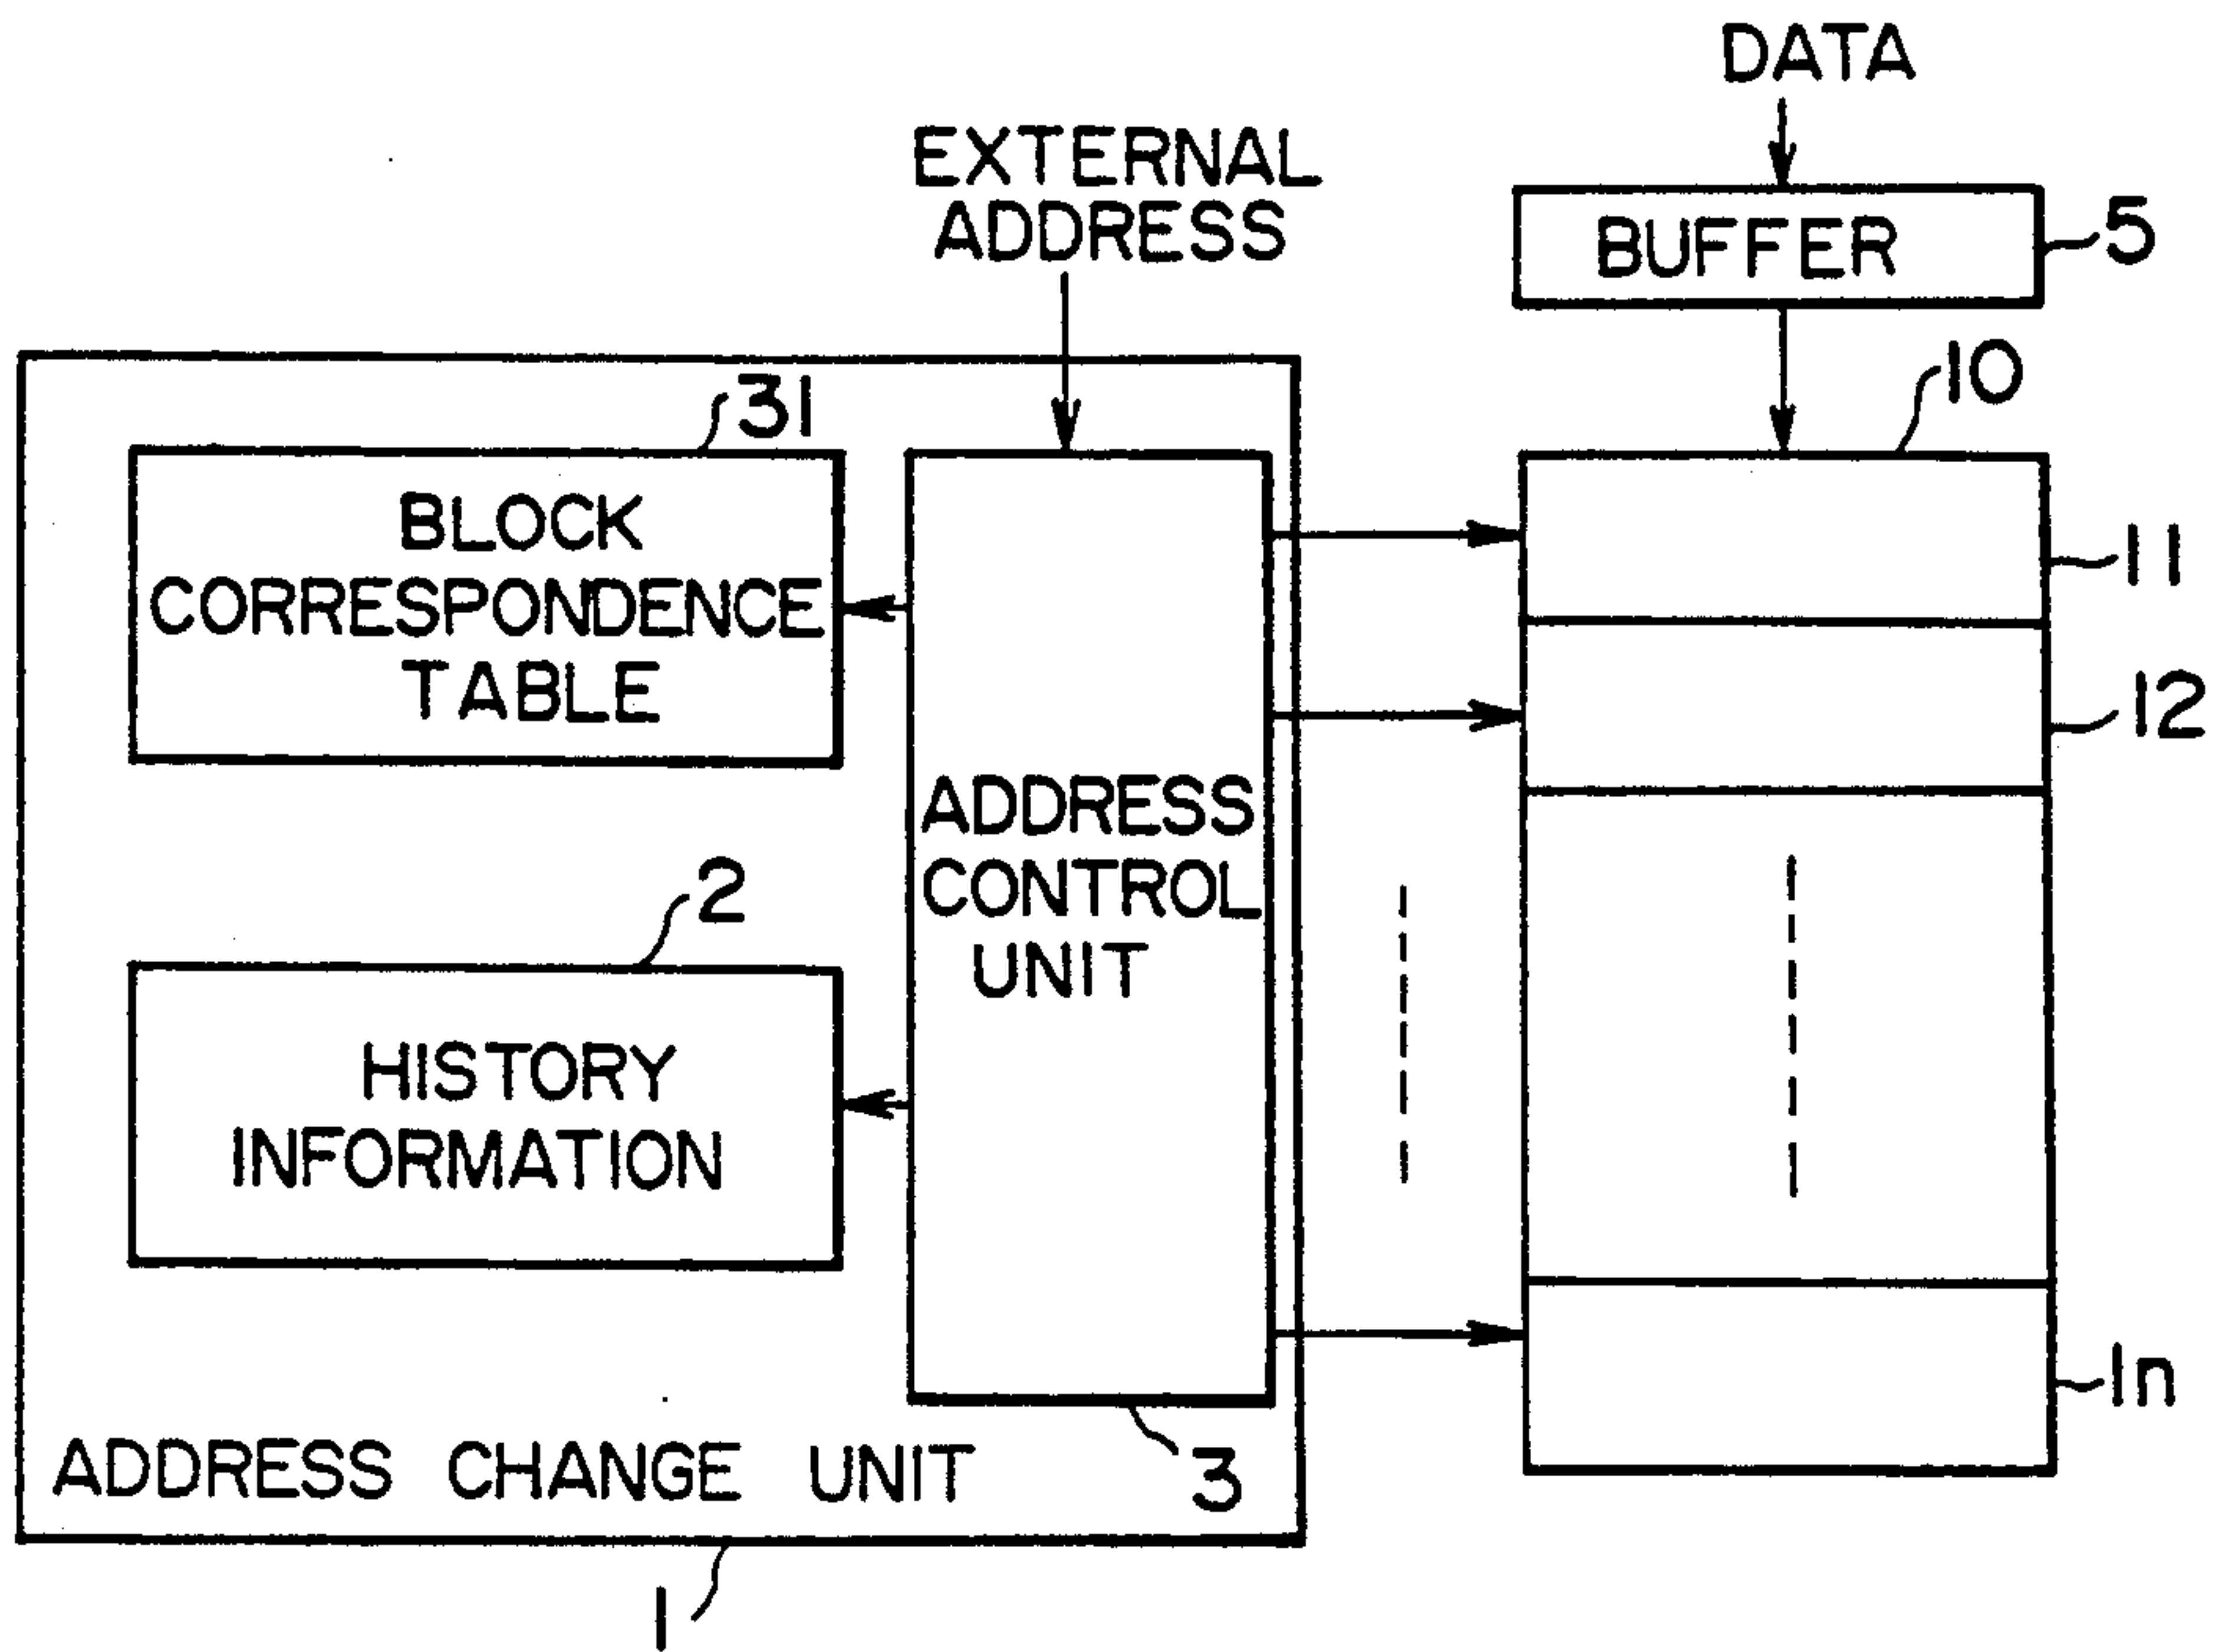 DATA
EXTERNAL
ADDRESS
BUFFER
5
10
31
BLOCK
CORRESPONDENCE
TABLE
11
12
ADDRESS
CONTROL
UNIT
2
HISTORY
INFORMATION
1n
ADDRESS CHANGE UNIT
3
1